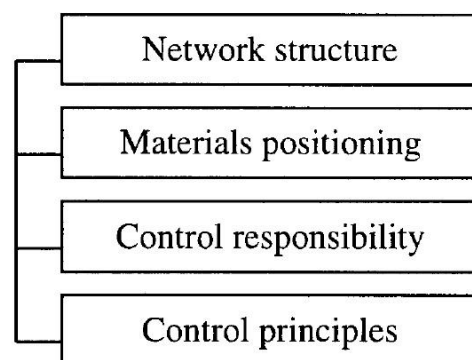 Network structure
Materials positioning
Control responsibility
Control principles